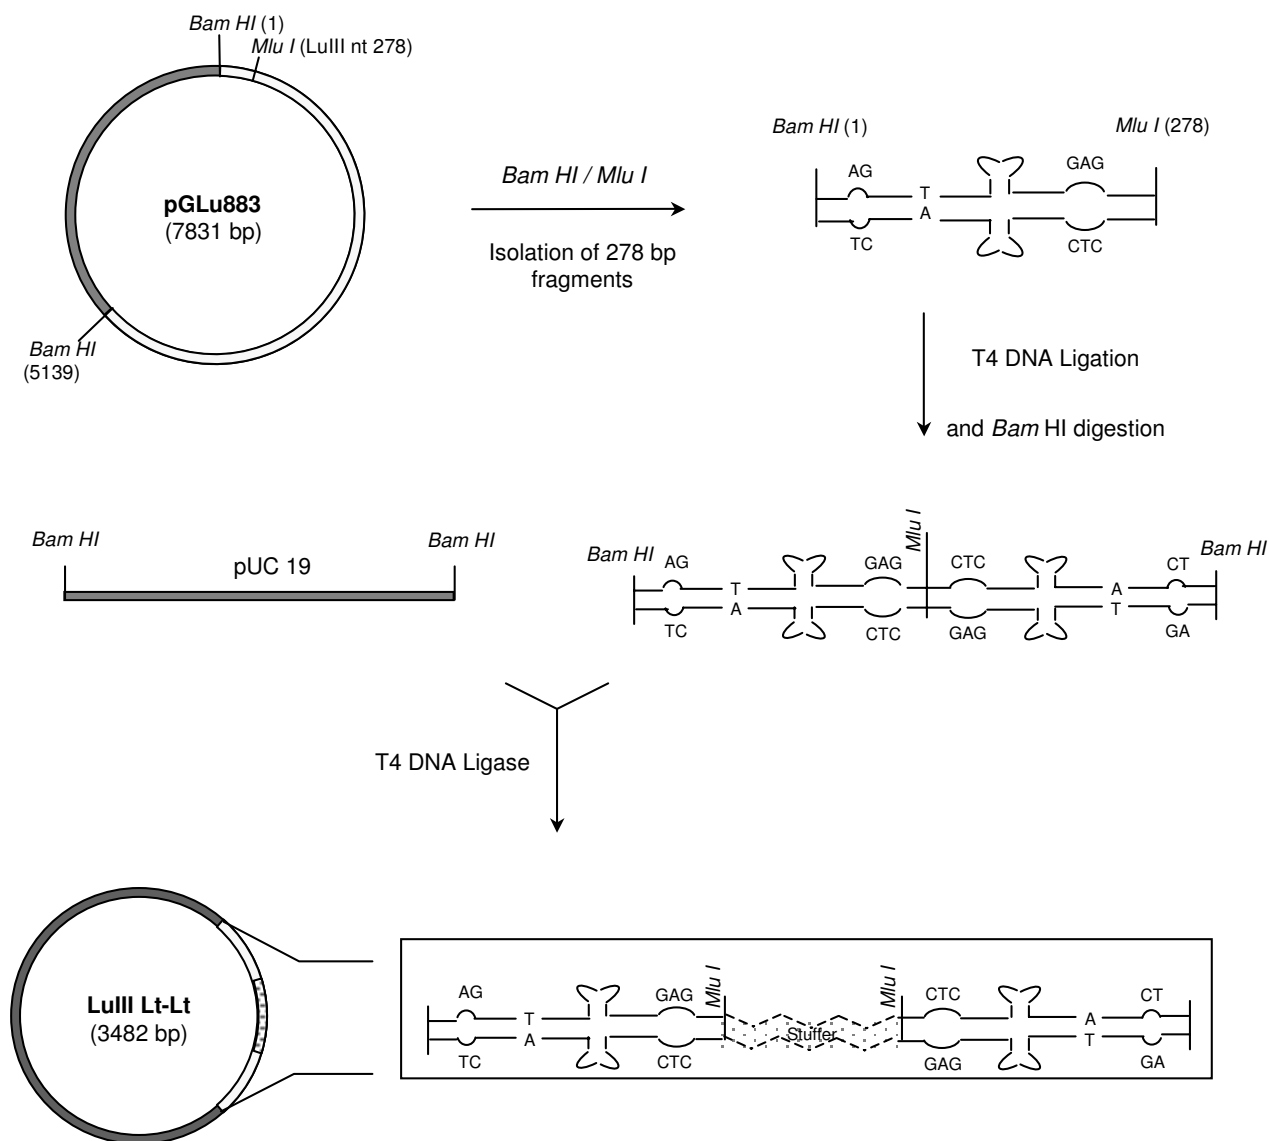 Bam HI (1)
Mlu I (LuIII nt 278)
pGLu883
(7831 bp)
Bam HI
(5139)
Bam HI / Mlu I
Isolation of 278 bp
fragments
Bam HI (1)
Mlu I (278)
AG
T
GAG
A
TC
CTC
T4 DNA Ligation
and Bam HI digestion
Bam HI
pUC 19
Bam HI
Bam HI
AG
T
GAG
Mlu I
CTC
A
CT
Bam HI
TC
A
CTC
GAG
T
GA
T4 DNA Ligase
LuIII Lt-Lt
(3482 bp)
AG
T
GAG
Mlu I
Stuffer
Mlu I
CTC
A
CT
TC
A
CTC
GAG
T
GA